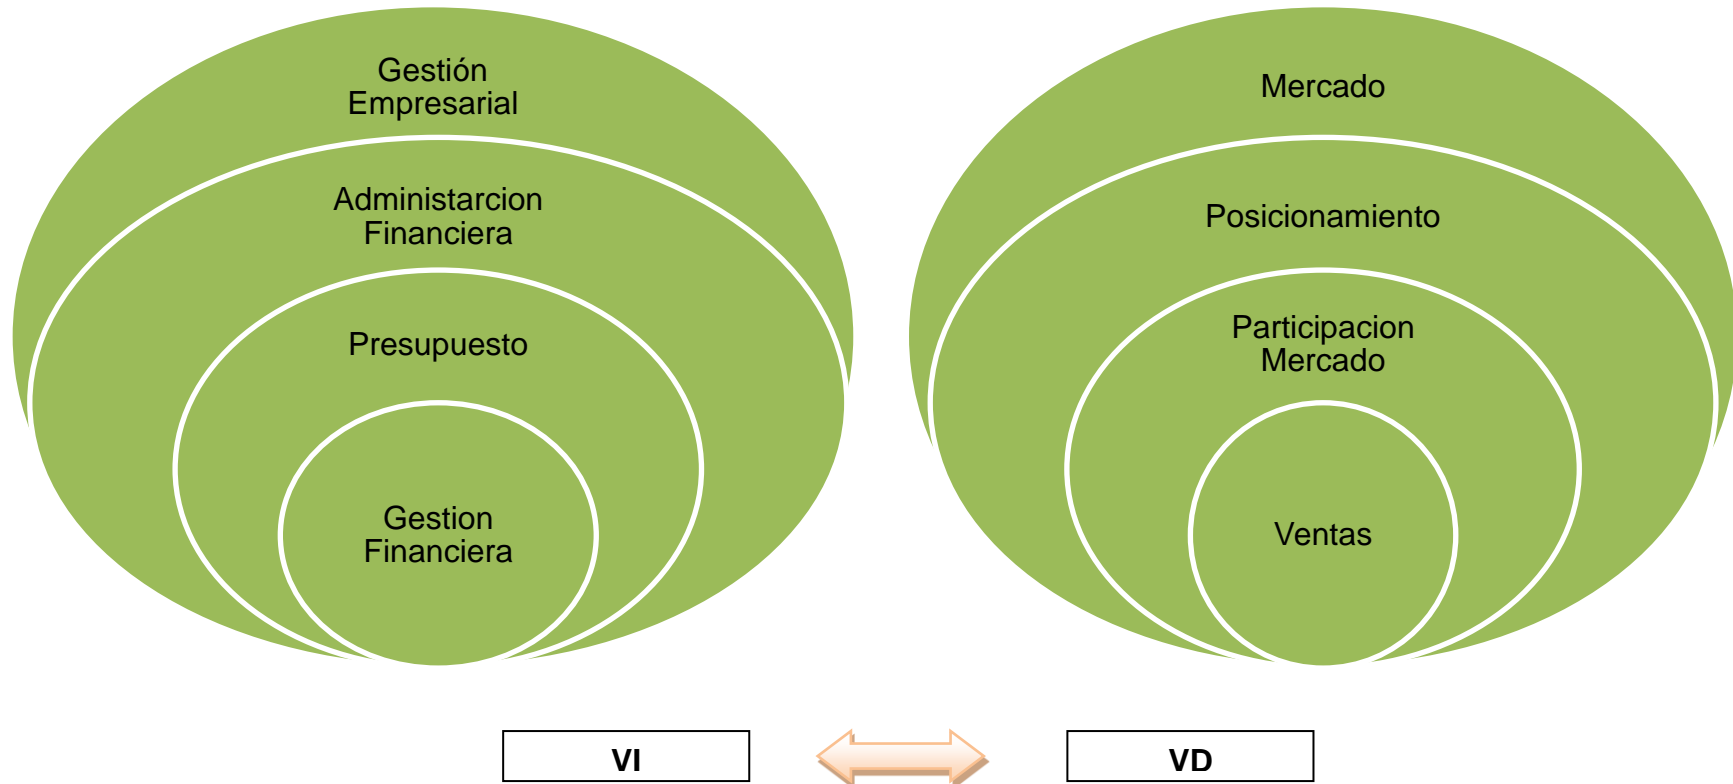 Gestión
Empresarial
Administarcion
Financiera
Presupuesto
Gestion
Financiera
Mercado
Posicionamiento
Participacion
Mercado
Ventas
VI
VD